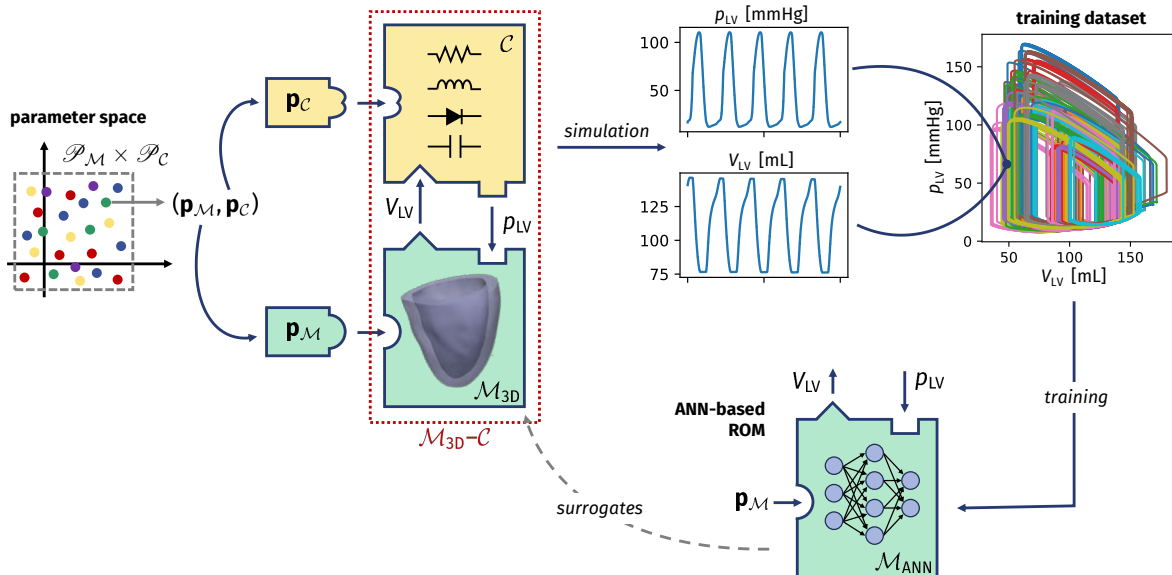 parameter space
𝒫_ℳ × 𝒫_𝒞
(p_ℳ, p_𝒞)
p_𝒞
p_ℳ
𝒞
V_LV
p_LV
ℳ_3D
ℳ_3D-𝒞
simulation
p_LV [mmHg]
100
50
V_LV [mL]
125
100
75
training dataset
p_LV [mmHg]
150
100
50
0
50
100
150
V_LV [mL]
training
ANN-based
ROM
V_LV
p_LV
p_ℳ
ℳ_ANN
surrogates